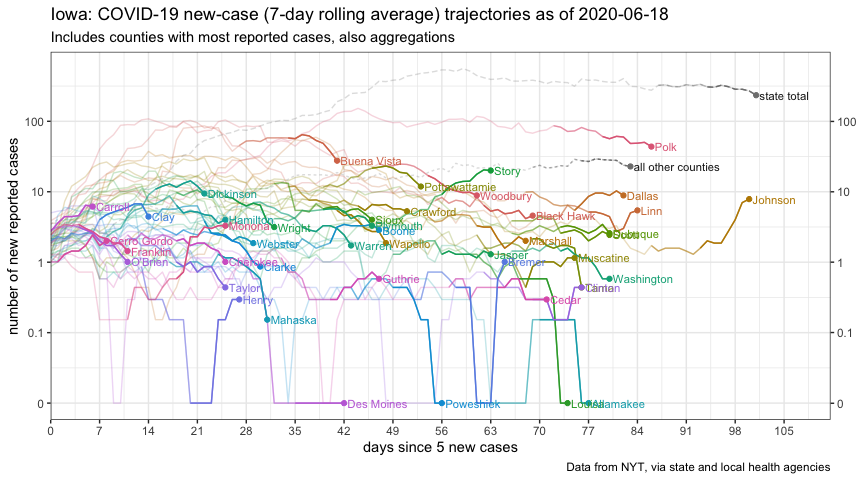 Iowa: COVID-19 new-case (7-day rolling average) trajectories as of 2020-06-18
Includes counties with most reported cases, also aggregations
number of new reported cases
100
10
1
0.1
0
100
10
1
0.1
0
state total
Polk
all other counties
Buena Vista
Story
Pottawattamie
Dickinson
Woodbury
Dallas
Johnson
Carroll
Crawford
Linn
Clay
Hamilton
Sioux
Black Hawk
Monona
Wright
Plymouth
Boone
Dubuque
Cerro Gordo
Webster
Warren
Wapello
Marshall
Franklin
Jasper
Muscatine
O'Brien
Cherokee
Clarke
Bremer
Guthrie
Washington
Taylor
Clinton
Henry
Cedar
Mahaska
Des Moines
Poweshiek
Louisa
Allamakee
0 7 14 21 28 35 42 49 56 63 70 77 84 91 98 105
days since 5 new cases
Data from NYT, via state and local health agencies